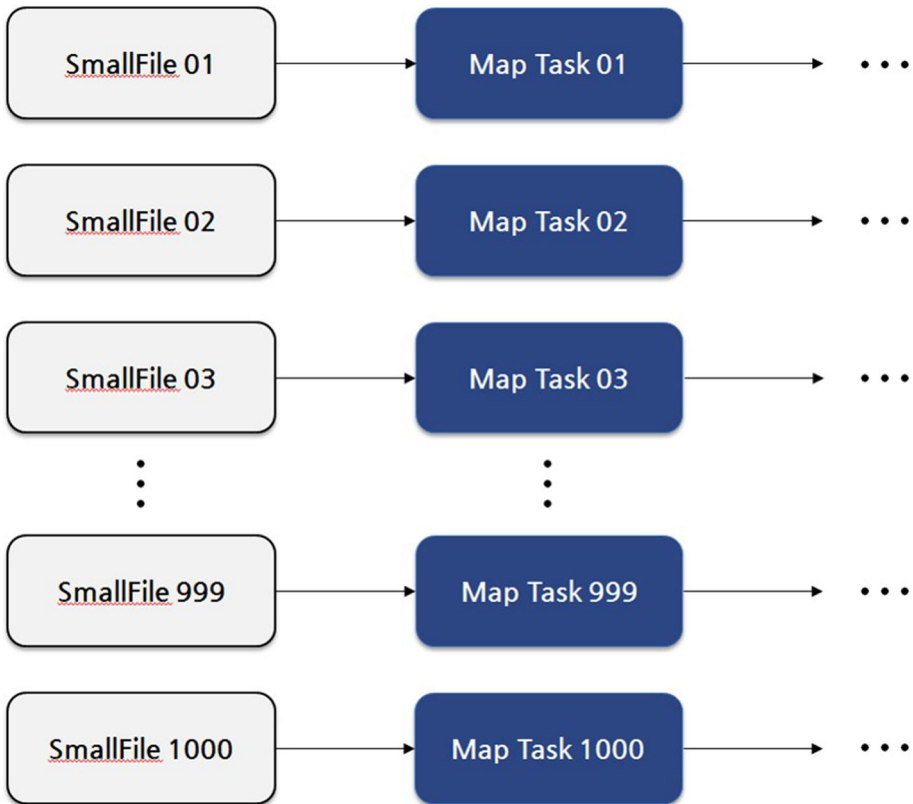 SmallFile 01
Map Task 01
SmallFile 02
Map Task 02
SmallFile 03
Map Task 03
SmallFile 999
Map Task 999
SmallFile 1000
Map Task 1000